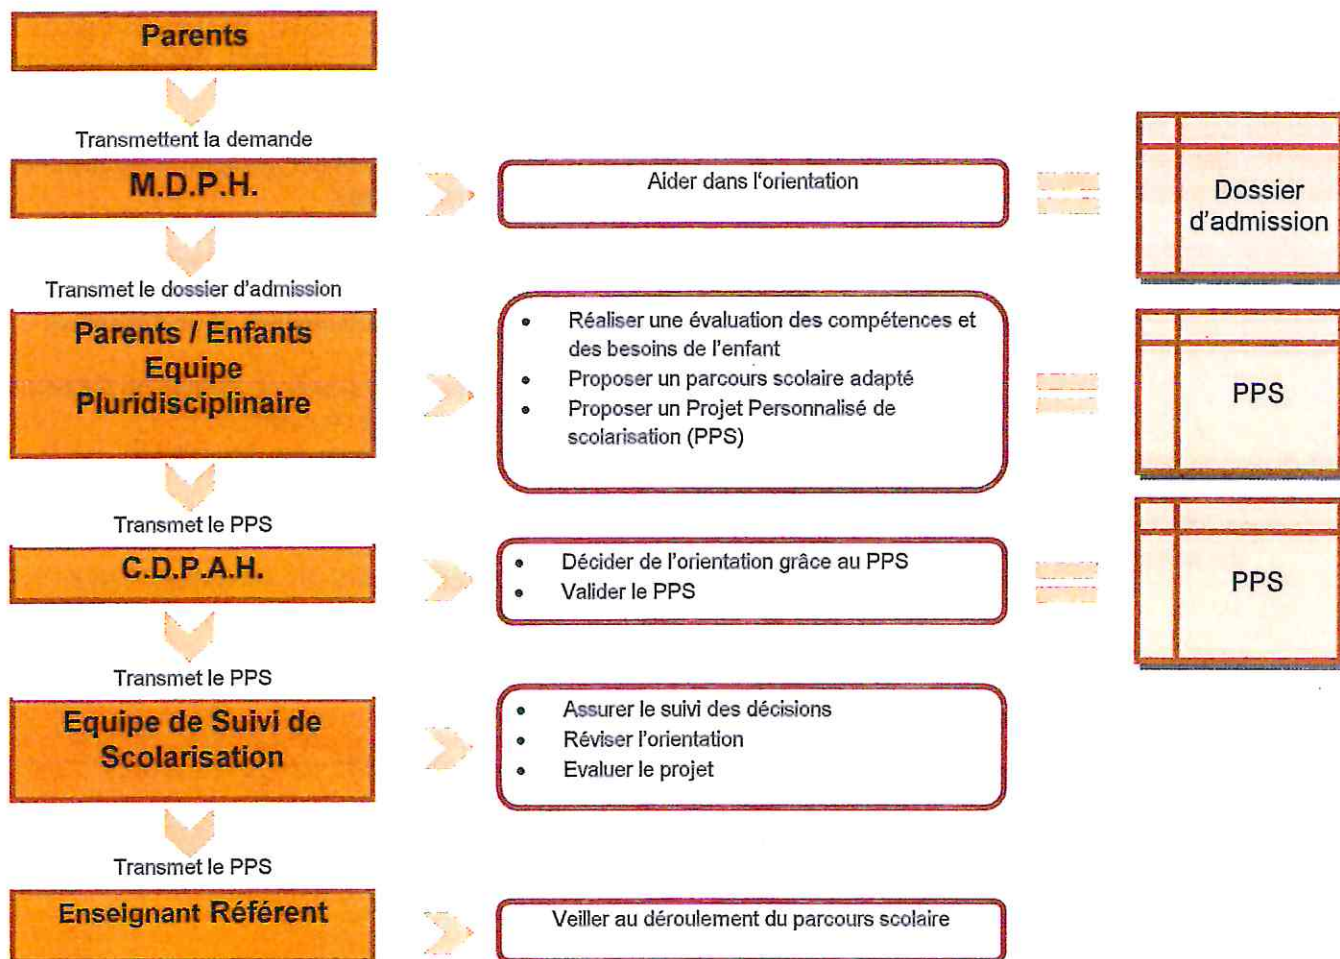 Parents
Transmettent la demande
M.D.P.H.
Aider dans l'orientation
Dossier
d'admission
Transmet le dossier d'admission
Parents / Enfants
Equipe
Pluridisciplinaire
• Réaliser une évaluation des compétences et
des besoins de l'enfant
• Proposer un parcours scolaire adapté
• Proposer un Projet Personnalisé de
scolarisation (PPS)
PPS
Transmet le PPS
C.D.P.A.H.
• Décider de l'orientation grâce au PPS
• Valider le PPS
PPS
Transmet le PPS
Equipe de Suivi de
Scolarisation
• Assurer le suivi des décisions
• Réviser l'orientation
• Evaluer le projet
Transmet le PPS
Enseignant Référent
Veiller au déroulement du parcours scolaire